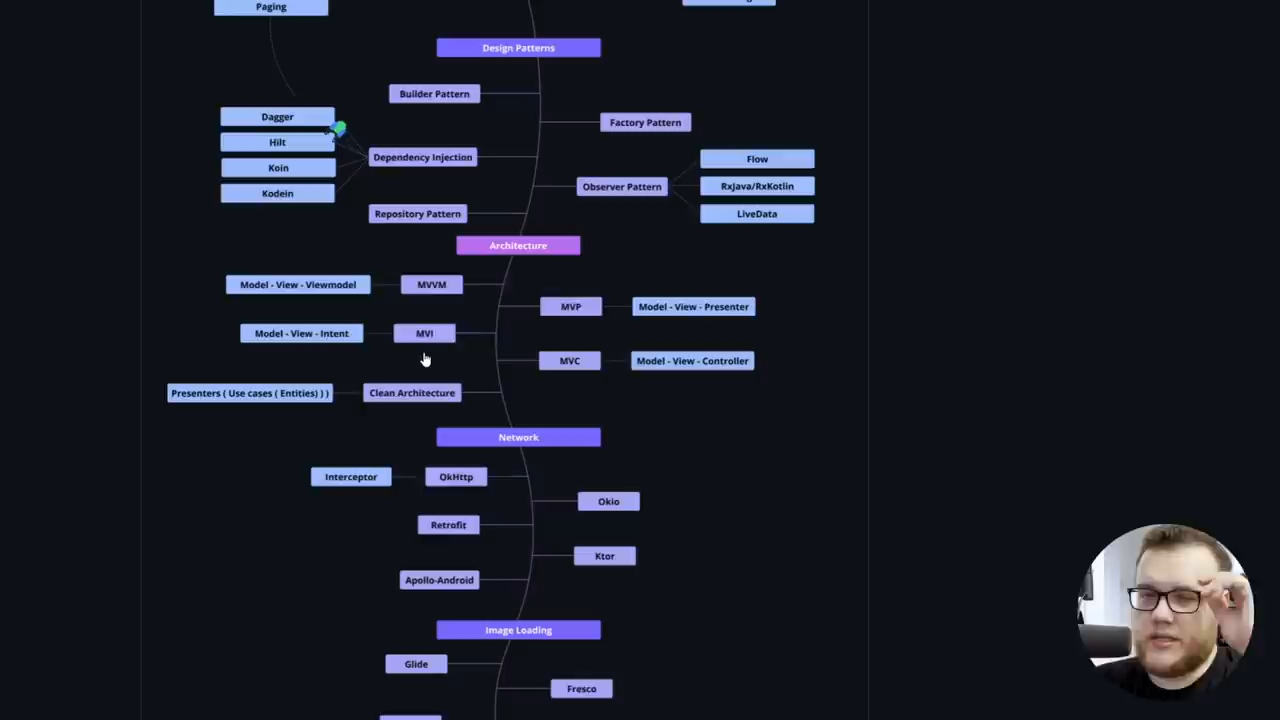 Paging
Design Patterns
Builder Pattern
Factory Pattern
Dagger
Hilt
Koin
Kodein
Dependency Injection
Observer Pattern
Flow
RxJava/RxKotlin
LiveData
Repository Pattern
Architecture
Model - View - Viewmodel
MVVM
MVP
Model - View - Presenter
Model - View - Intent
MVI
MVC
Model - View - Controller
Presenters ( Use cases ( Entities) ) )
Clean Architecture
Network
Interceptor
OkHttp
Okio
Retrofit
Ktor
Apollo-Android
Image Loading
Glide
Fresco